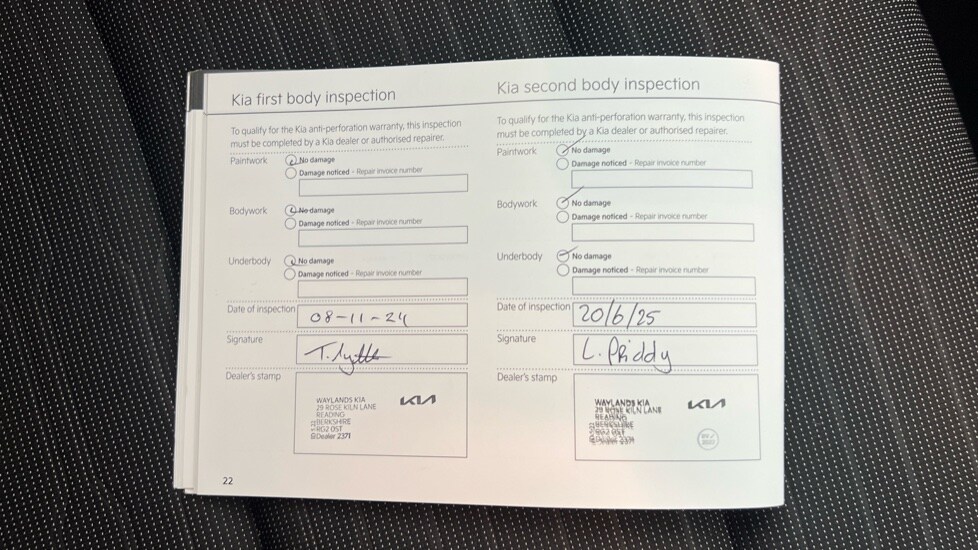 Kia first body inspection
To qualify for the Kia anti-perforation warranty, this inspection
must be completed by a Kia dealer or authorised repairer.
Paintwork
No damage
Damage noticed - Repair invoice number
Bodywork
No damage
Damage noticed - Repair invoice number
Underbody
No damage
Damage noticed - Repair invoice number
Date of inspection 08-11-24
Signature
Dealer's stamp
WAYLANDS KIA
29 ROSE KILN LANE
READING
BERKSHIRE
RG2 0ST
Dealer 2371
KIA
22
Kia second body inspection
To qualify for the Kia anti-perforation warranty, this inspection
must be completed by a Kia dealer or authorised repairer.
Paintwork
No damage
Damage noticed - Repair invoice number
Bodywork
No damage
Damage noticed - Repair invoice number
Underbody
No damage
Damage noticed - Repair invoice number
Date of inspection 20/6/25
Signature L. Priddy
Dealer's stamp
WAYLANDS KIA
29 ROSE KILN LANE
READING
BERKSHIRE
RG2 0ST
Dealer 2371
KIA